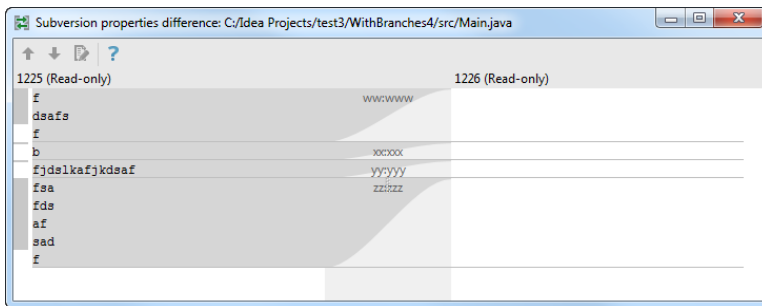 Subversion properties difference: C:/Idea Projects/test3/WithBranches4/src/Main.java
?
1225 (Read-only) 1226 (Read-only)
f ww:www
dsafs
f
b xx:xxx
fjdslkafjkdsaf yy:yyy
fsa zz:zz
fds
af
sad
f